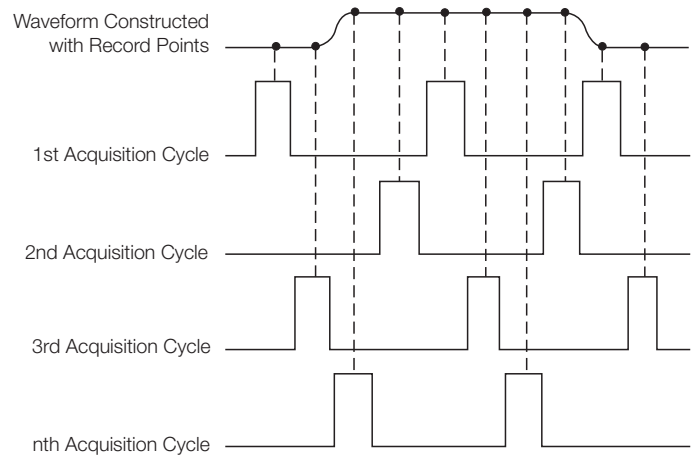 Waveform Constructed
with Record Points
1st Acquisition Cycle
2nd Acquisition Cycle
3rd Acquisition Cycle
nth Acquisition Cycle